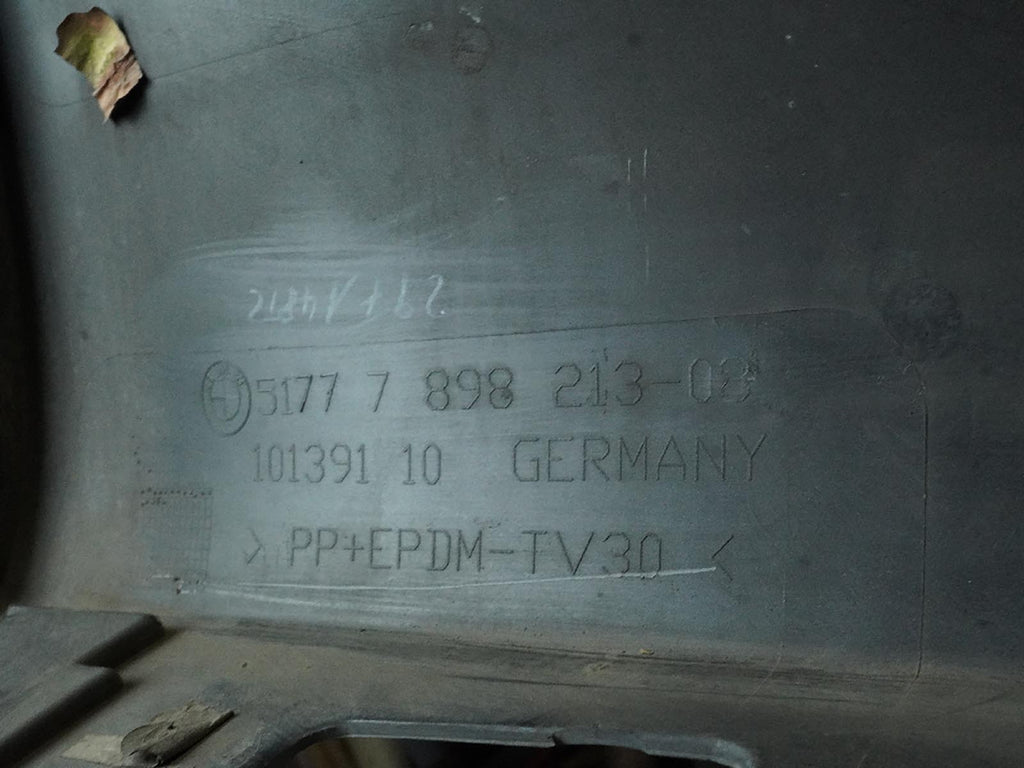 5177 7 898 213-08
101391 10 GERMANY
>PP+EPDM-TV30<